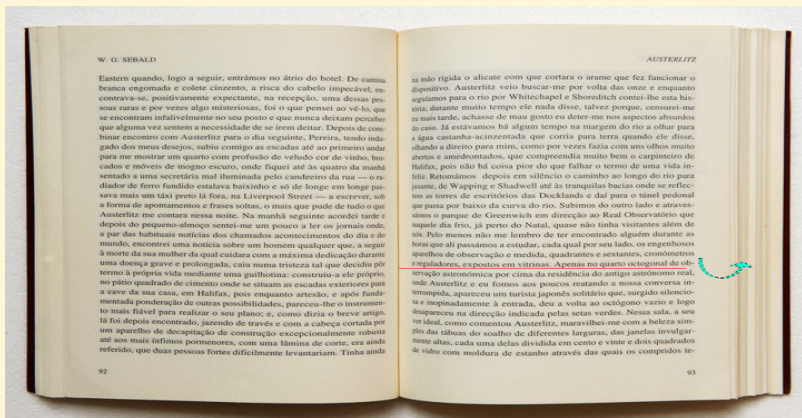 W. G. SEBALD
Eastern quando, logo a seguir, entrámos no átrio do hotel. De camisa
branca engomada e colete cinzento, a risca do cabelo impecável, en-
contrava-se, positivamente expectante, na recepção, uma dessas pes-
soas raras e por vezes algo misteriosas, foi o que pensei ao vê-lo, que
se encontram infalivelmente no seu posto e que nunca deixam perceber
que alguma vez sentem a necessidade de se irem deitar. Depois de com-
binar encontro com Austerlitz para o dia seguinte, Pereira, tendo inda-
gado dos meus desejos, subiu comigo as escadas até ao primeiro andar
para me mostrar um quarto com profusão de veludo cor de vinho, bro-
cados e móveis de mogno escuro, onde fiquei até às quatro da manhã
sentado a uma secretária mal iluminada pelo candeeiro da rua — o ra-
diador de ferro fundido estalava baixinho e só de longe em longe pas-
sava mais um táxi preto lá fora, na Liverpool Street — a escrever, sob
a forma de apontamentos e frases soltas, o mais que pude de tudo o que
Austerlitz me contara nessa noite. Na manhã seguinte acordei tarde e
depois do pequeno-almoço sentei-me um pouco a ler os jornais onde,
a par das habituais notícias dos chamados acontecimentos do dia e do
mundo, encontrei uma notícia sobre um homem qualquer que, a seguir
à morte da sua mulher da qual cuidara com a máxima dedicação durante
uma doença grave e prolongada, caiu numa tristeza tal que decidiu pôr
termo à própria vida mediante uma guilhotina: construiu-a ele próprio,
no pátio quadrado de cimento onde se situam as escadas exteriores para
a cave da sua casa, em Halifax, pois enquanto artesão, e após funda-
mentada ponderação de outras possibilidades, pareceu-lhe o instrumen-
to mais fiável para realizar o seu plano; e, como dizia o breve artigo,
lá foi depois encontrado, jazendo de través e com a cabeça cortada por
um aparelho de decapitação de construção excepcionalmente robusta
até aos mais ínfimos pormenores, com uma lâmina de corte, era ainda
referido, que duas pessoas fortes dificilmente levantariam. Tinha ainda
92
AUSTERLITZ
na mão rígida o alicate com que cortara o arame que fez funcionar o
dispositivo. Austerlitz veio buscar-me por volta das onze e enquanto
seguíamos para o rio por Whitechapel e Shoreditch contei-lhe esta his-
tória; durante muito tempo ele nada disse, talvez porque, censurei-me
eu mais tarde, achasse de mau gosto eu deter-me nos aspectos absurdos
do caso. Já estávamos há algum tempo na margem do rio a olhar para
a água castanha-acinzentada que corria para terra quando ele disse,
olhando a direito para mim, como por vezes fazia com uns olhos muito
abertos e amedrontados, que compreendia muito bem o carpinteiro de
Halifax, pois não há coisa pior do que falhar o termo de uma vida in-
feliz. Retomámos depois em silêncio o caminho ao longo do rio para
jusante, de Wapping e Shadwell até às tranquilas bacias onde se reflec-
tem as torres de escritórios das Docklands e daí para o túnel pedonal
que passa por baixo da curva do rio. Subimos do outro lado e atraves-
sámos o parque de Greenwich em direcção ao Real Observatório que
naquele dia frio, já perto do Natal, quase não tinha visitantes além de
nós. Pelo menos não me lembro de ter encontrado alguém durante as
horas que ali passámos a estudar, cada qual por seu lado, os engenhosos
aparelhos de observação e medida, quadrantes e sextantes, cronómetros
e reguladores, expostos em vitrinas. Apenas no quarto octogonal de ob-
servação astronómica por cima da residência do antigo astrónomo real,
onde Austerlitz e eu fomos aos poucos reatando a nossa conversa in-
terrompida, apareceu um turista japonês solitário que, surgido silencio-
sa e inopinadamente à entrada, deu a volta ao octógono vazio e logo
desapareceu na direcção indicada pelas setas verdes. Nessa sala, a seu
ver ideal, como comentou Austerlitz, maravilhei-me com a beleza sim-
ples das tábuas do soalho de diferentes larguras, das janelas invulgar-
mente altas, cada uma delas dividida em cento e vinte e dois quadrados
de vidro com moldura de estanho através das quais os compridos te-
93